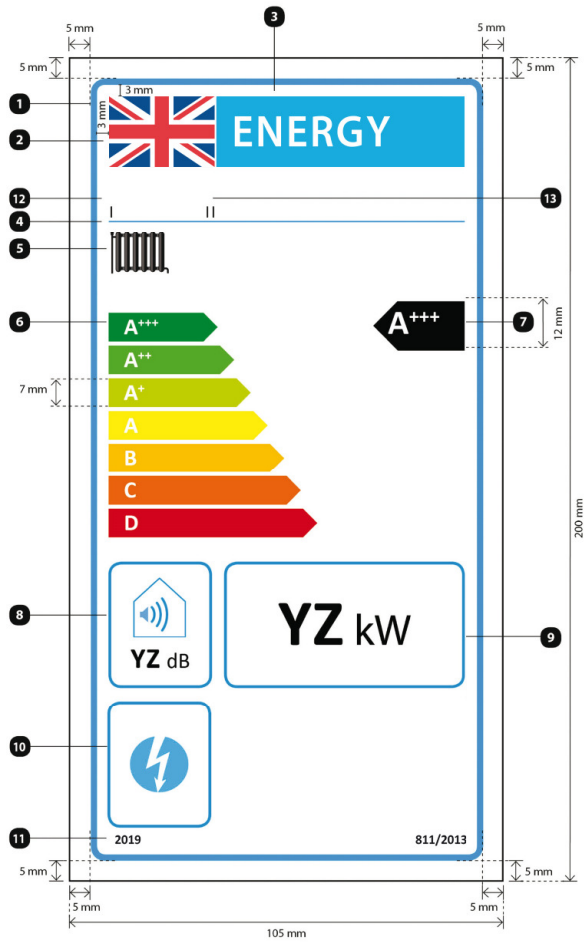 3
5 mm
5 mm
5 mm
5 mm
1
3 mm
3 mm
2
ENERGY
12
I
II
13
4
5
6
A+++
A+++
7
12 mm
A++
7 mm
A+
A
B
C
D
200 mm
8
YZ dB
YZ kW
9
10
11
2019
811/2013
5 mm
5 mm
5 mm
5 mm
105 mm